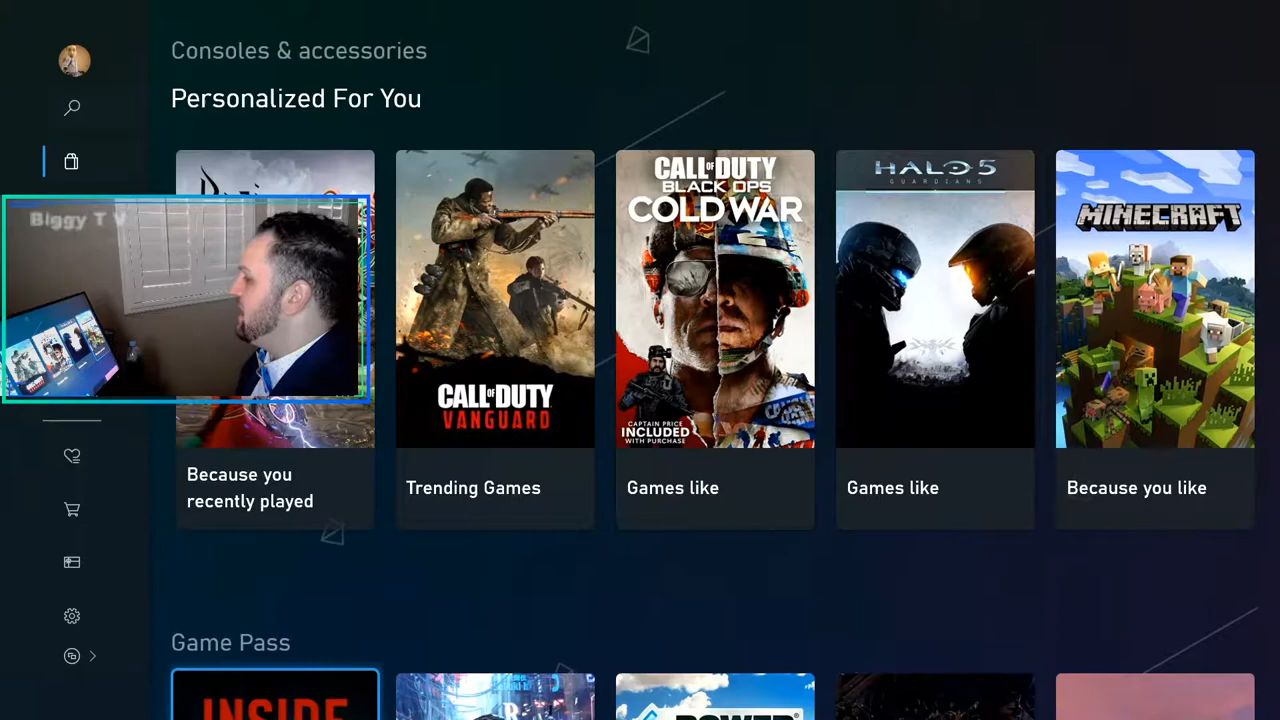 Consoles & accessories
Personalized For You
Biggy T V
CALL OF DUTY
VANGUARD
CALL OF DUTY
BLACK OPS
COLD WAR
CAPTAIN PRICE
INCLUDED
WITH PURCHASE
HALO 5
GUARDIANS
MINECRAFT
Because you
recently played
Trending Games
Games like
Games like
Because you like
Game Pass
INSIDE
POWER